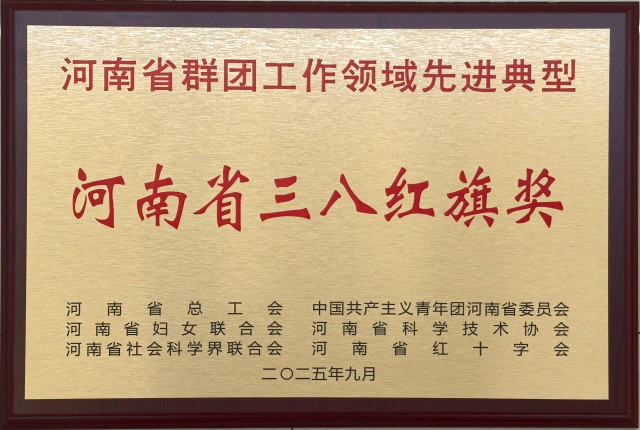 河南省群团工作领域先进典型
河南省三八红旗奖
河南省总工会 中国共产主义青年团河南省委员会
河南省妇女联合会 河南省科学技术协会
河南省社会科学界联合会 河南省红十字会
二〇二五年九月